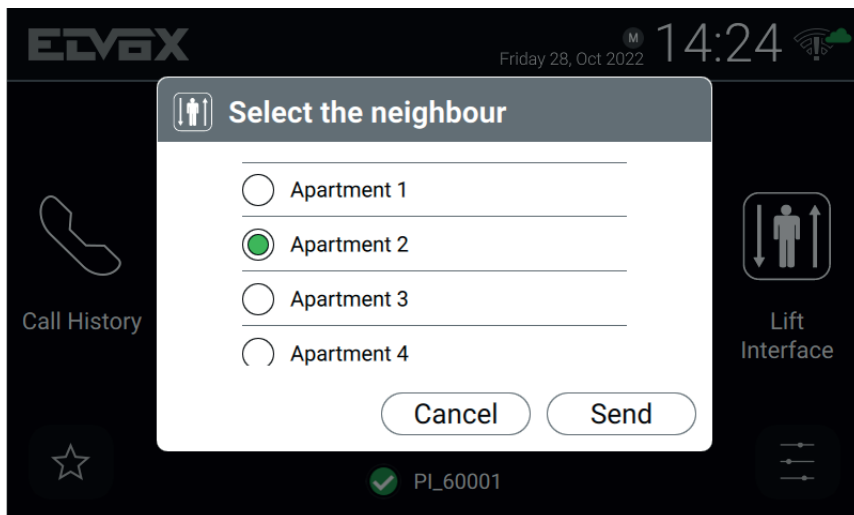 ELVOX
M
Friday 28, Oct 2022
14:24
Select the neighbour
Apartment 1
Apartment 2
Apartment 3
Apartment 4
Call History
Lift
Interface
Cancel
Send
PI_60001